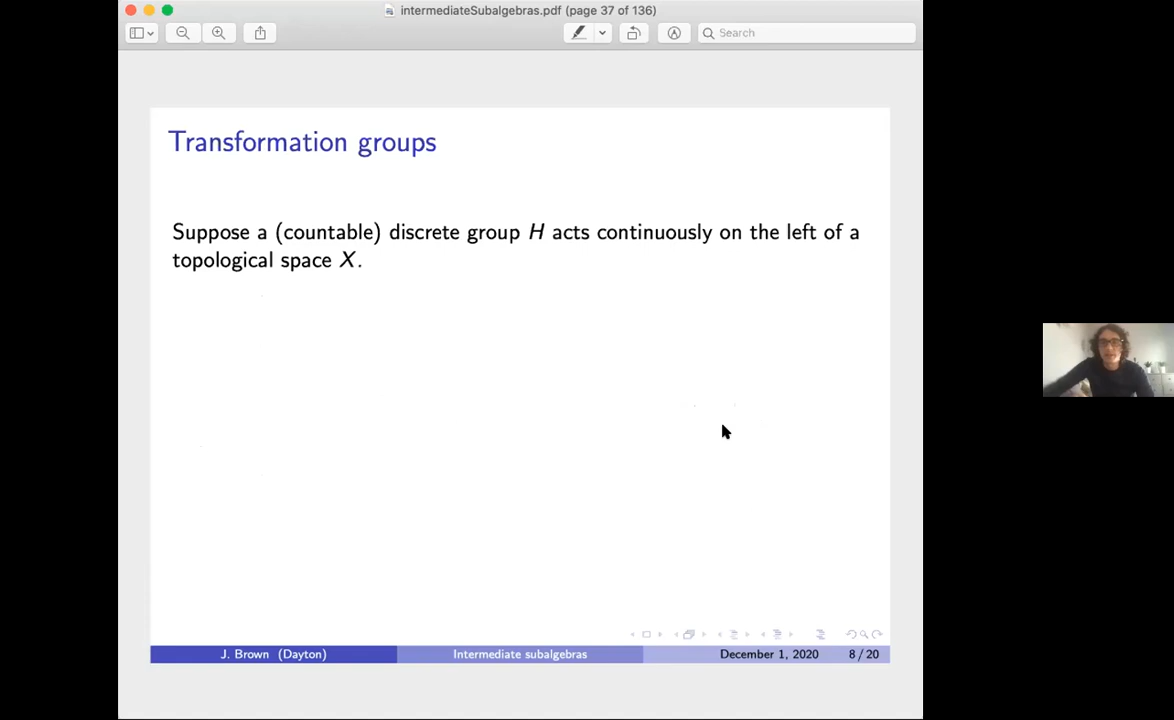 intermediateSubalgebras.pdf (page 37 of 136)
Search
Transformation groups
Suppose a (countable) discrete group H acts continuously on the left of a
topological space X.
J. Brown (Dayton)
Intermediate subalgebras
December 1, 2020
8 / 20